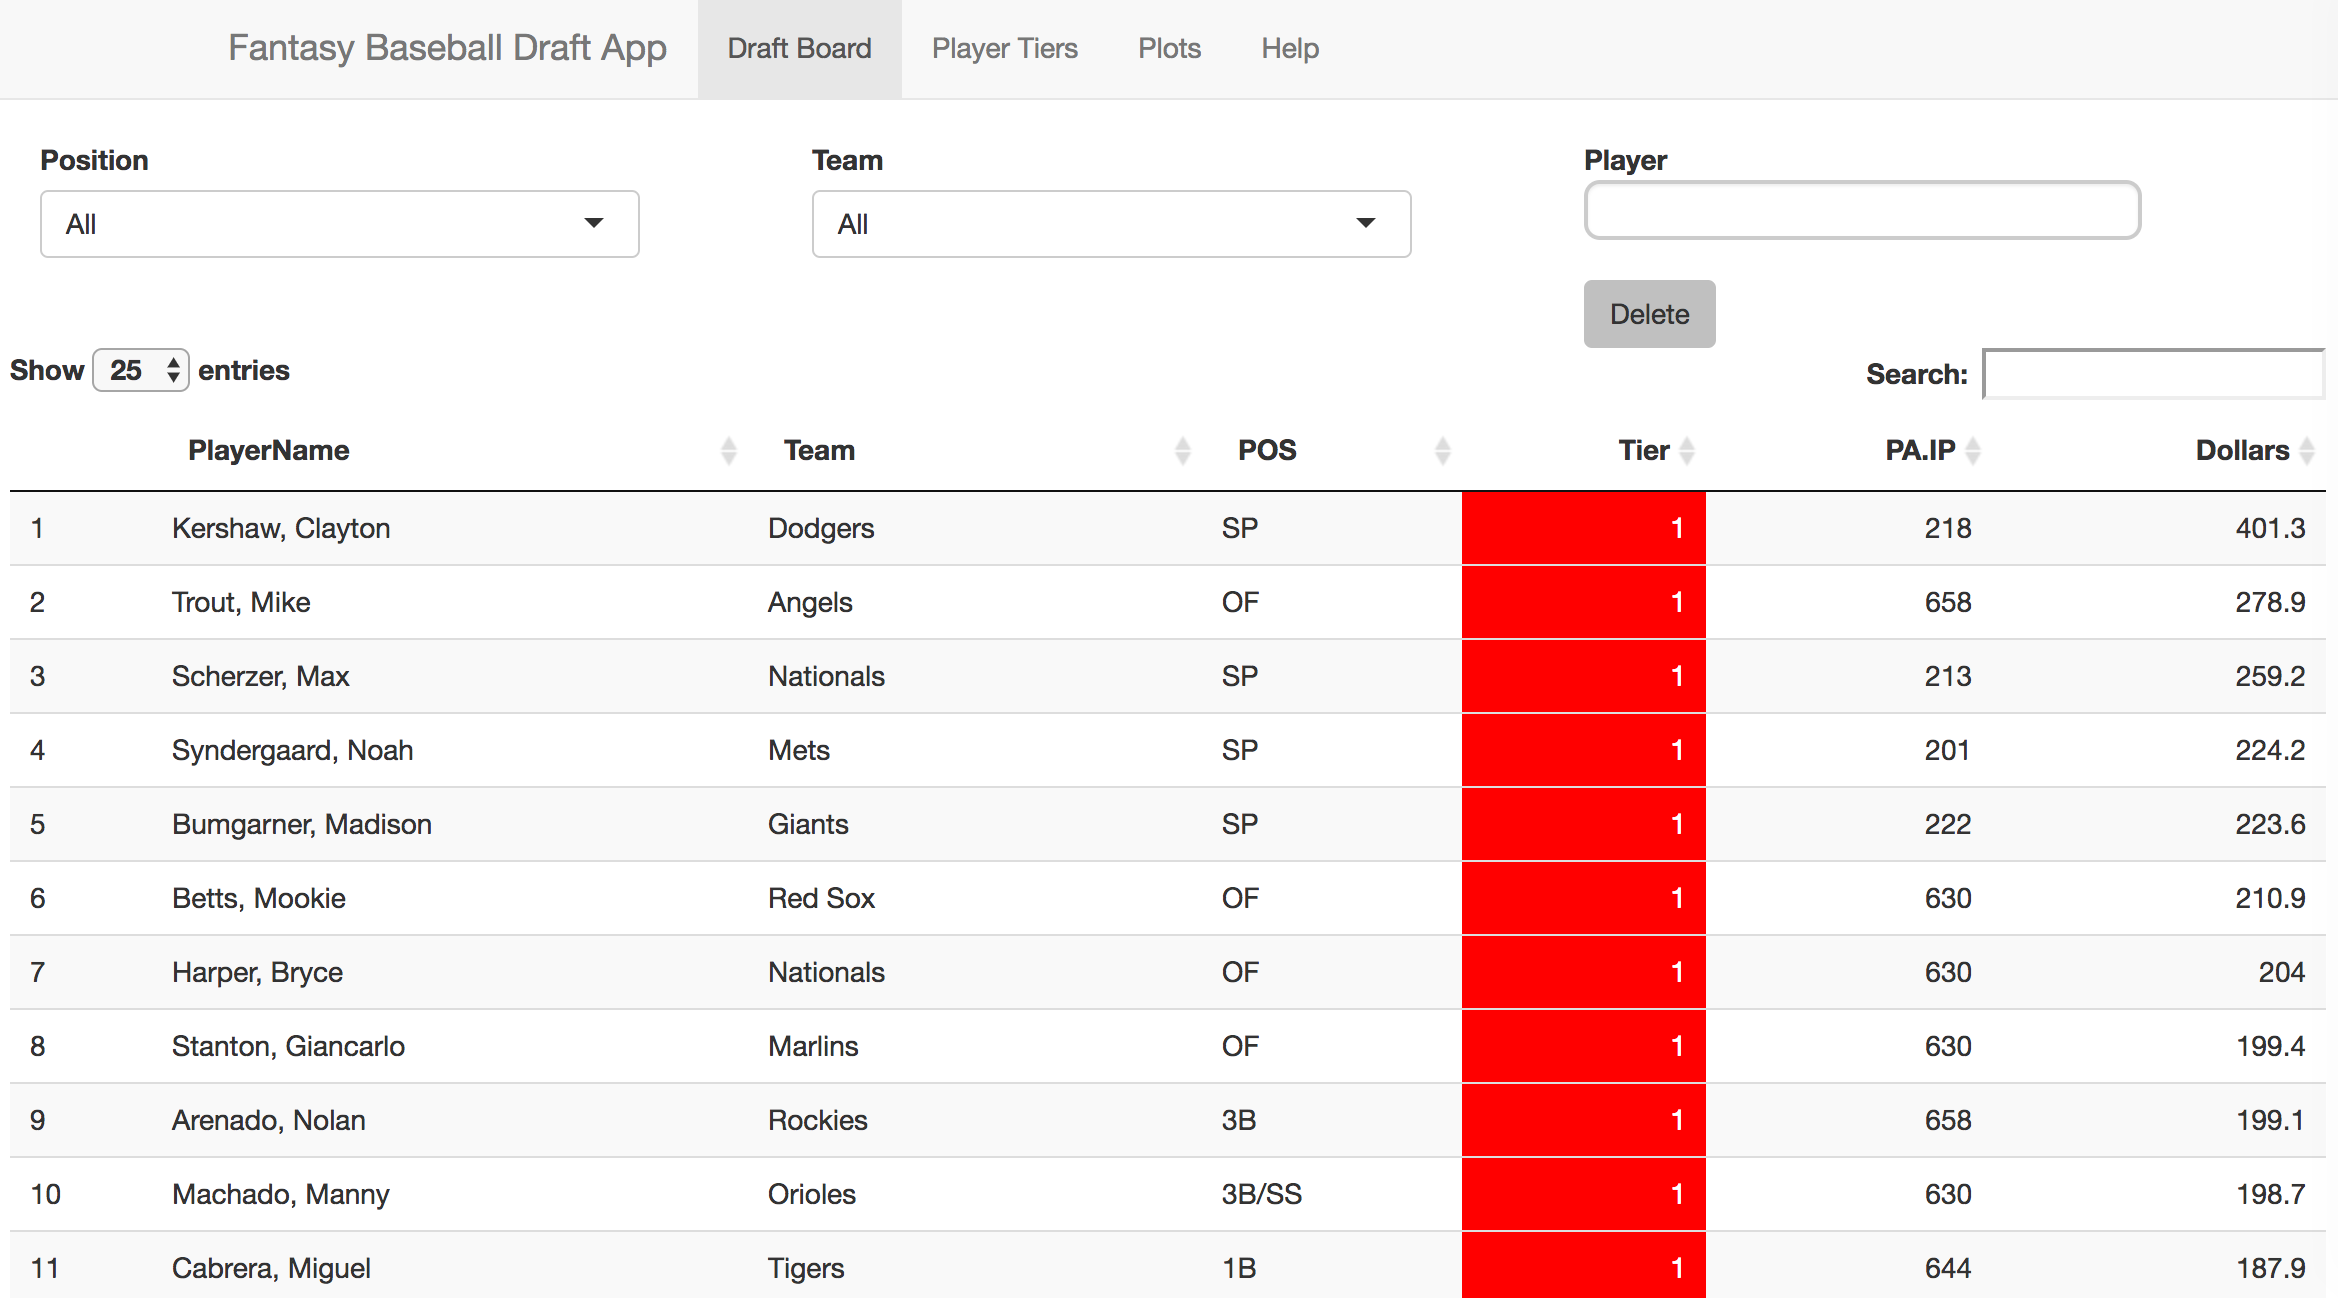 Fantasy Baseball Draft App Draft Board Player Tiers Plots Help
Position Team Player
All All
Delete
Show 25 entries Search:
PlayerName Team POS Tier PA.IP Dollars
1 Kershaw, Clayton Dodgers SP 1 218 401.3
2 Trout, Mike Angels OF 1 658 278.9
3 Scherzer, Max Nationals SP 1 213 259.2
4 Syndergaard, Noah Mets SP 1 201 224.2
5 Bumgarner, Madison Giants SP 1 222 223.6
6 Betts, Mookie Red Sox OF 1 630 210.9
7 Harper, Bryce Nationals OF 1 630 204
8 Stanton, Giancarlo Marlins OF 1 630 199.4
9 Arenado, Nolan Rockies 3B 1 658 199.1
10 Machado, Manny Orioles 3B/SS 1 630 198.7
11 Cabrera, Miguel Tigers 1B 1 644 187.9